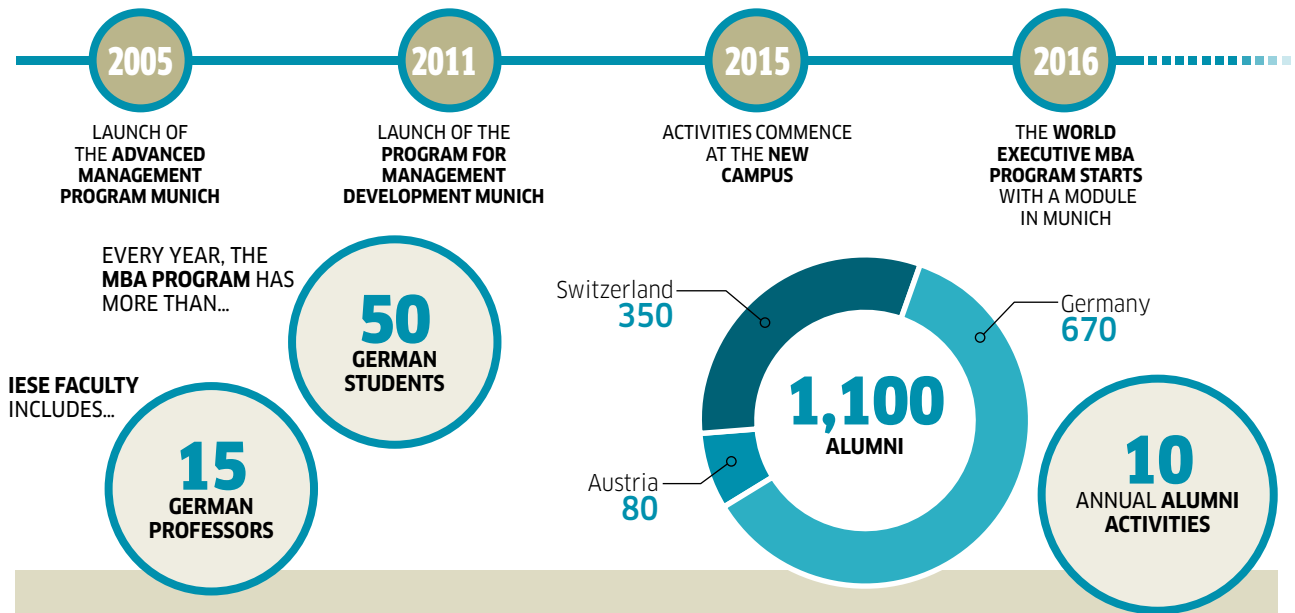 2005
LAUNCH OF
THE ADVANCED
MANAGEMENT
PROGRAM MUNICH
2011
LAUNCH OF THE
PROGRAM FOR
MANAGEMENT
DEVELOPMENT MUNICH
2015
ACTIVITIES COMMENCE
AT THE NEW
CAMPUS
2016
THE WORLD
EXECUTIVE MBA
PROGRAM STARTS
WITH A MODULE
IN MUNICH
EVERY YEAR, THE
MBA PROGRAM HAS
MORE THAN...
50
GERMAN
STUDENTS
IESE FACULTY
INCLUDES...
15
GERMAN
PROFESSORS
Switzerland
350
Germany
670
Austria
80
1,100
ALUMNI
10
ANNUAL ALUMNI
ACTIVITIES